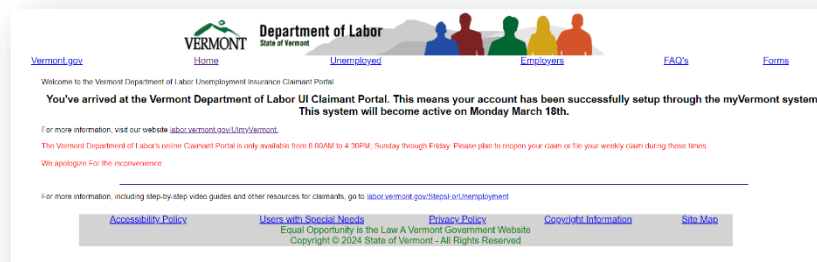 VERMONT
Department of Labor
State of Vermont
Vermont.gov Home Unemployed Employers FAQ's Forms
Welcome to the Vermont Department of Labor Unemployment Insurance Claimant Portal.
You've arrived at the Vermont Department of Labor UI Claimant Portal. This means your account has been successfully setup through the myVermont system
This system will become active on Monday March 18th.
For more information, visit our website labor.vermont.gov/UImyVermont.
The Vermont Department of Labor's online Claimant Portal is only available from 8:00AM to 4:30PM, Sunday through Friday. Please plan to reopen your claim or file your weekly claim during these times.
We apologize For the inconvenience.
For more information, including step-by-step video guides and other resources for claimants, go to labor.vermont.gov/StepsForUnemployment
Accessibility Policy Users with Special Needs Privacy Policy Copyright Information Site Map
Equal Opportunity is the Law A Vermont Government Website
Copyright © 2024 State of Vermont - All Rights Reserved